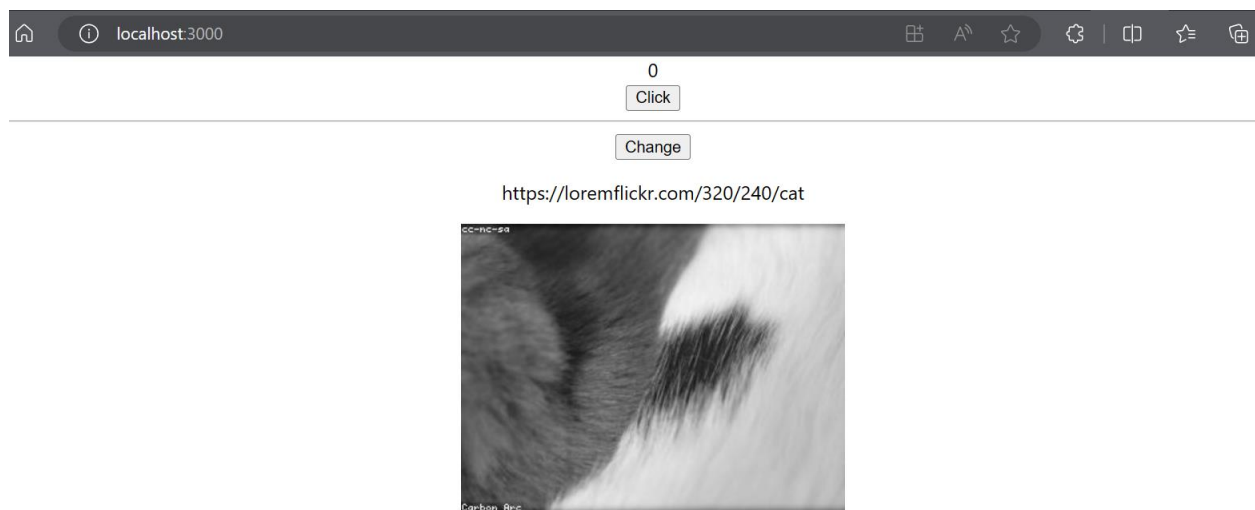 localhost:3000
0
Click
Change
https://loremflickr.com/320/240/cat
cc-nc-sa
Carbon Arc